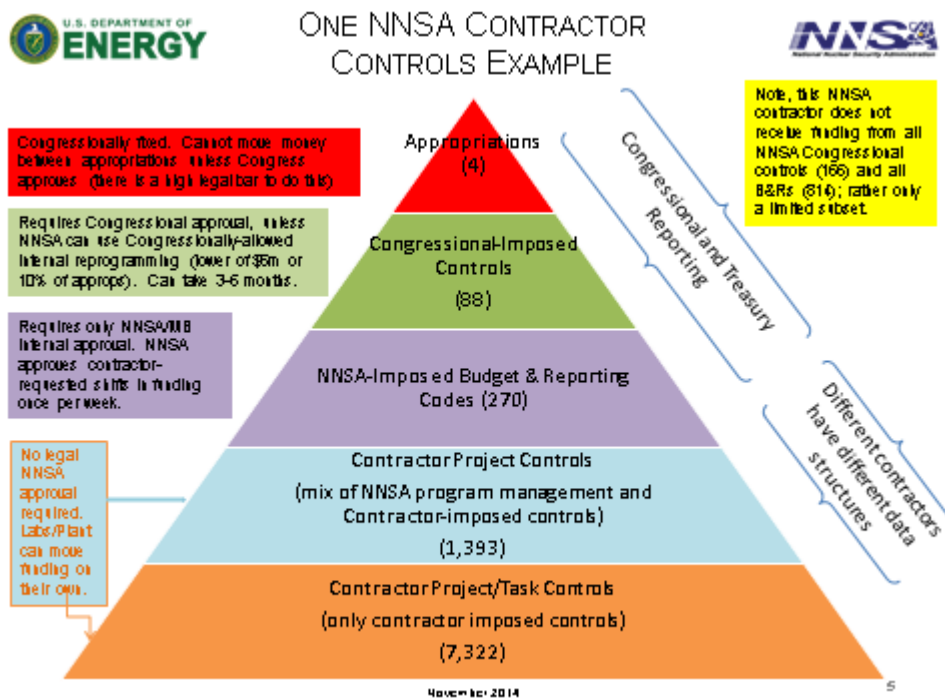 U.S. DEPARTMENT OF
ENERGY
ONE NNSA CONTRACTOR
CONTROLS EXAMPLE
NNSA
National Nuclear Security Administration
Note, this NNSA
contractor does not
receive funding from all
NNSA Congressional
controls (166) and all
B&Rs (814); rather only
a limited subset.
Congressionally fixed. Cannot move money
between appropriations unless Congress
approves (there is a high legal bar to do this)
Appropriations
(4)
Congressional and Treasury
Reporting
Requires Congressional approval, unless
NNSA can use Congressionally-allowed
internal reprogramming (lower of $5m or
10% of approps). Can take 3-6 months.
Congressional-Imposed
Controls
(88)
Requires only NNSA/MB
internal approval. NNSA
approves contractor-
requested shifts in funding
once per week.
NNSA-Imposed Budget & Reporting
Codes (270)
Different contractors
have different data
structures
No legal
NNSA
approval
required.
Labs/Plant
can move
funding on
their own.
Contractor Project Controls
(mix of NNSA program management and
Contractor-imposed controls)
(1,393)
Contractor Project/Task Controls
(only contractor imposed controls)
(7,322)
November 2014
5